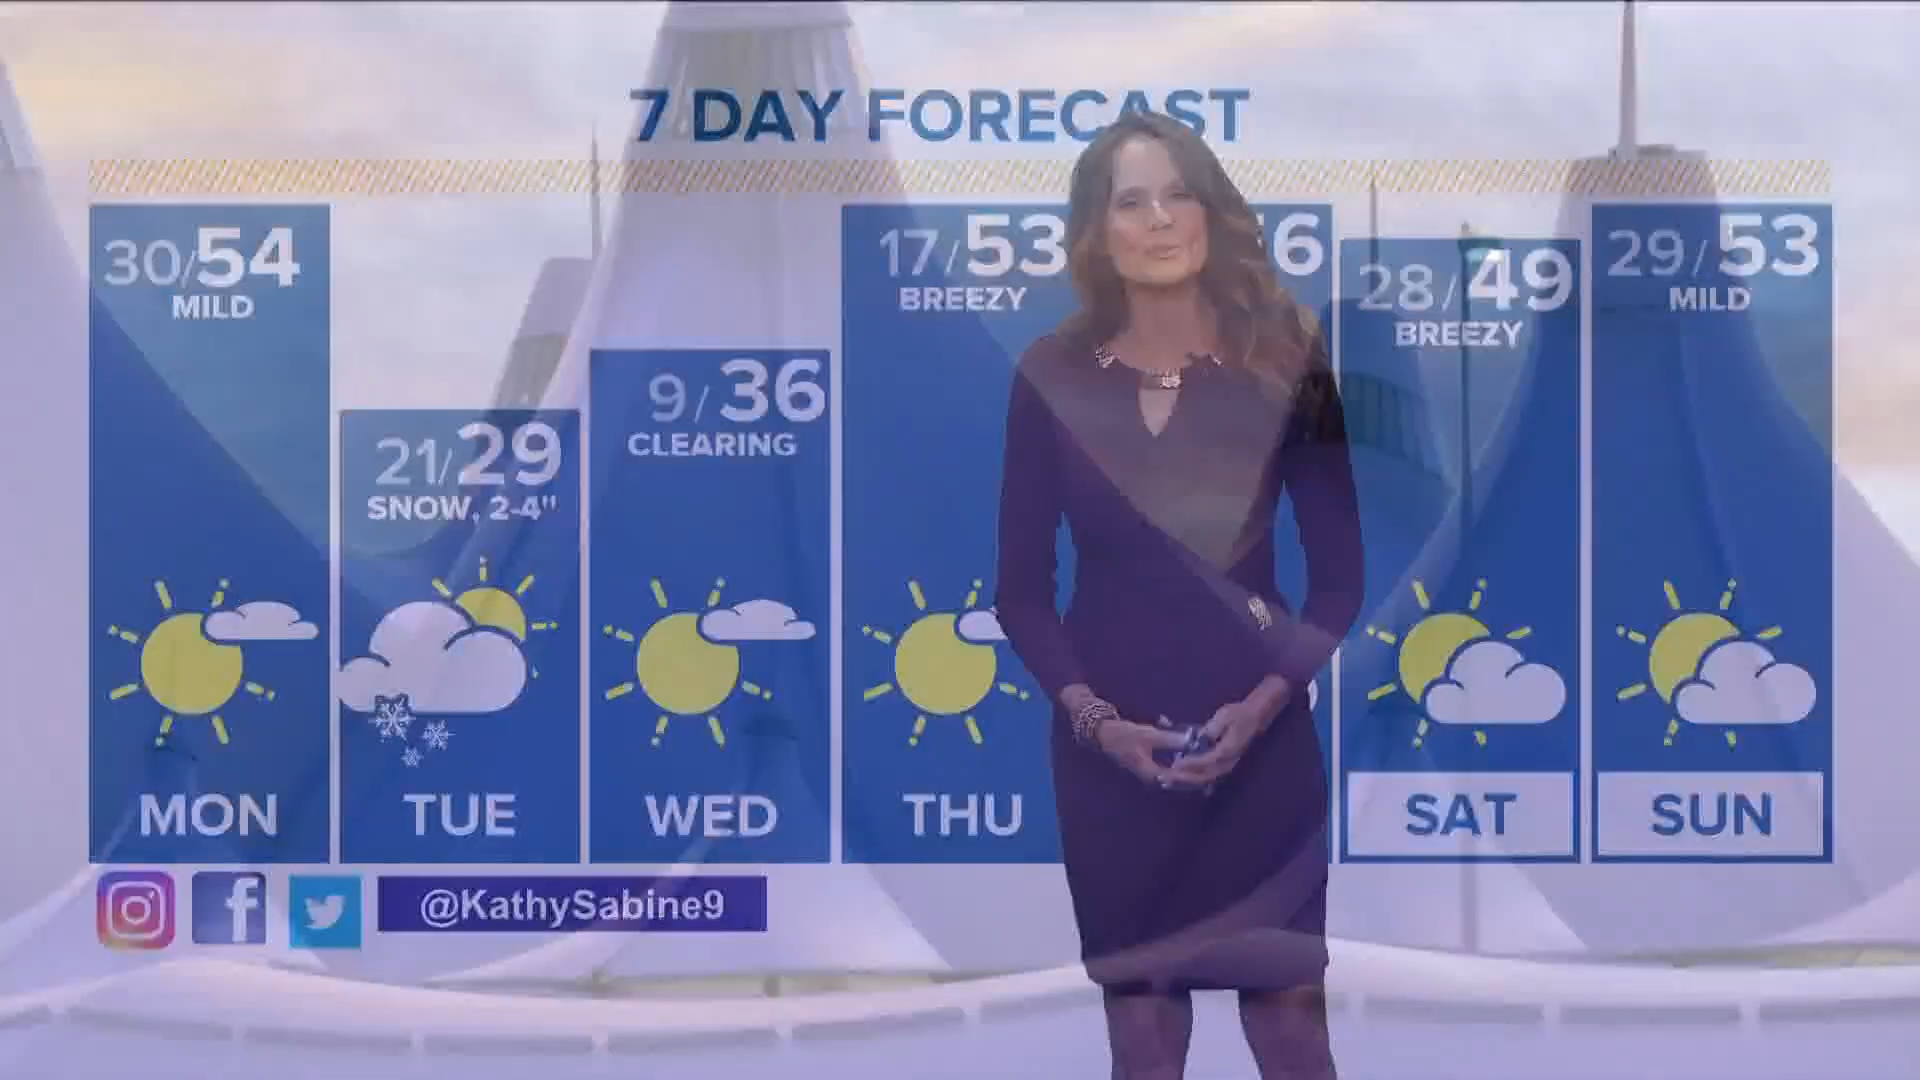 7 DAY FORECAST
30/54
MILD
MON
21/29
SNOW, 2-4"
TUE
9/36
CLEARING
WED
17/53
BREEZY
THU
6
28/49
BREEZY
SAT
29/53
MILD
SUN
@KathySabine9